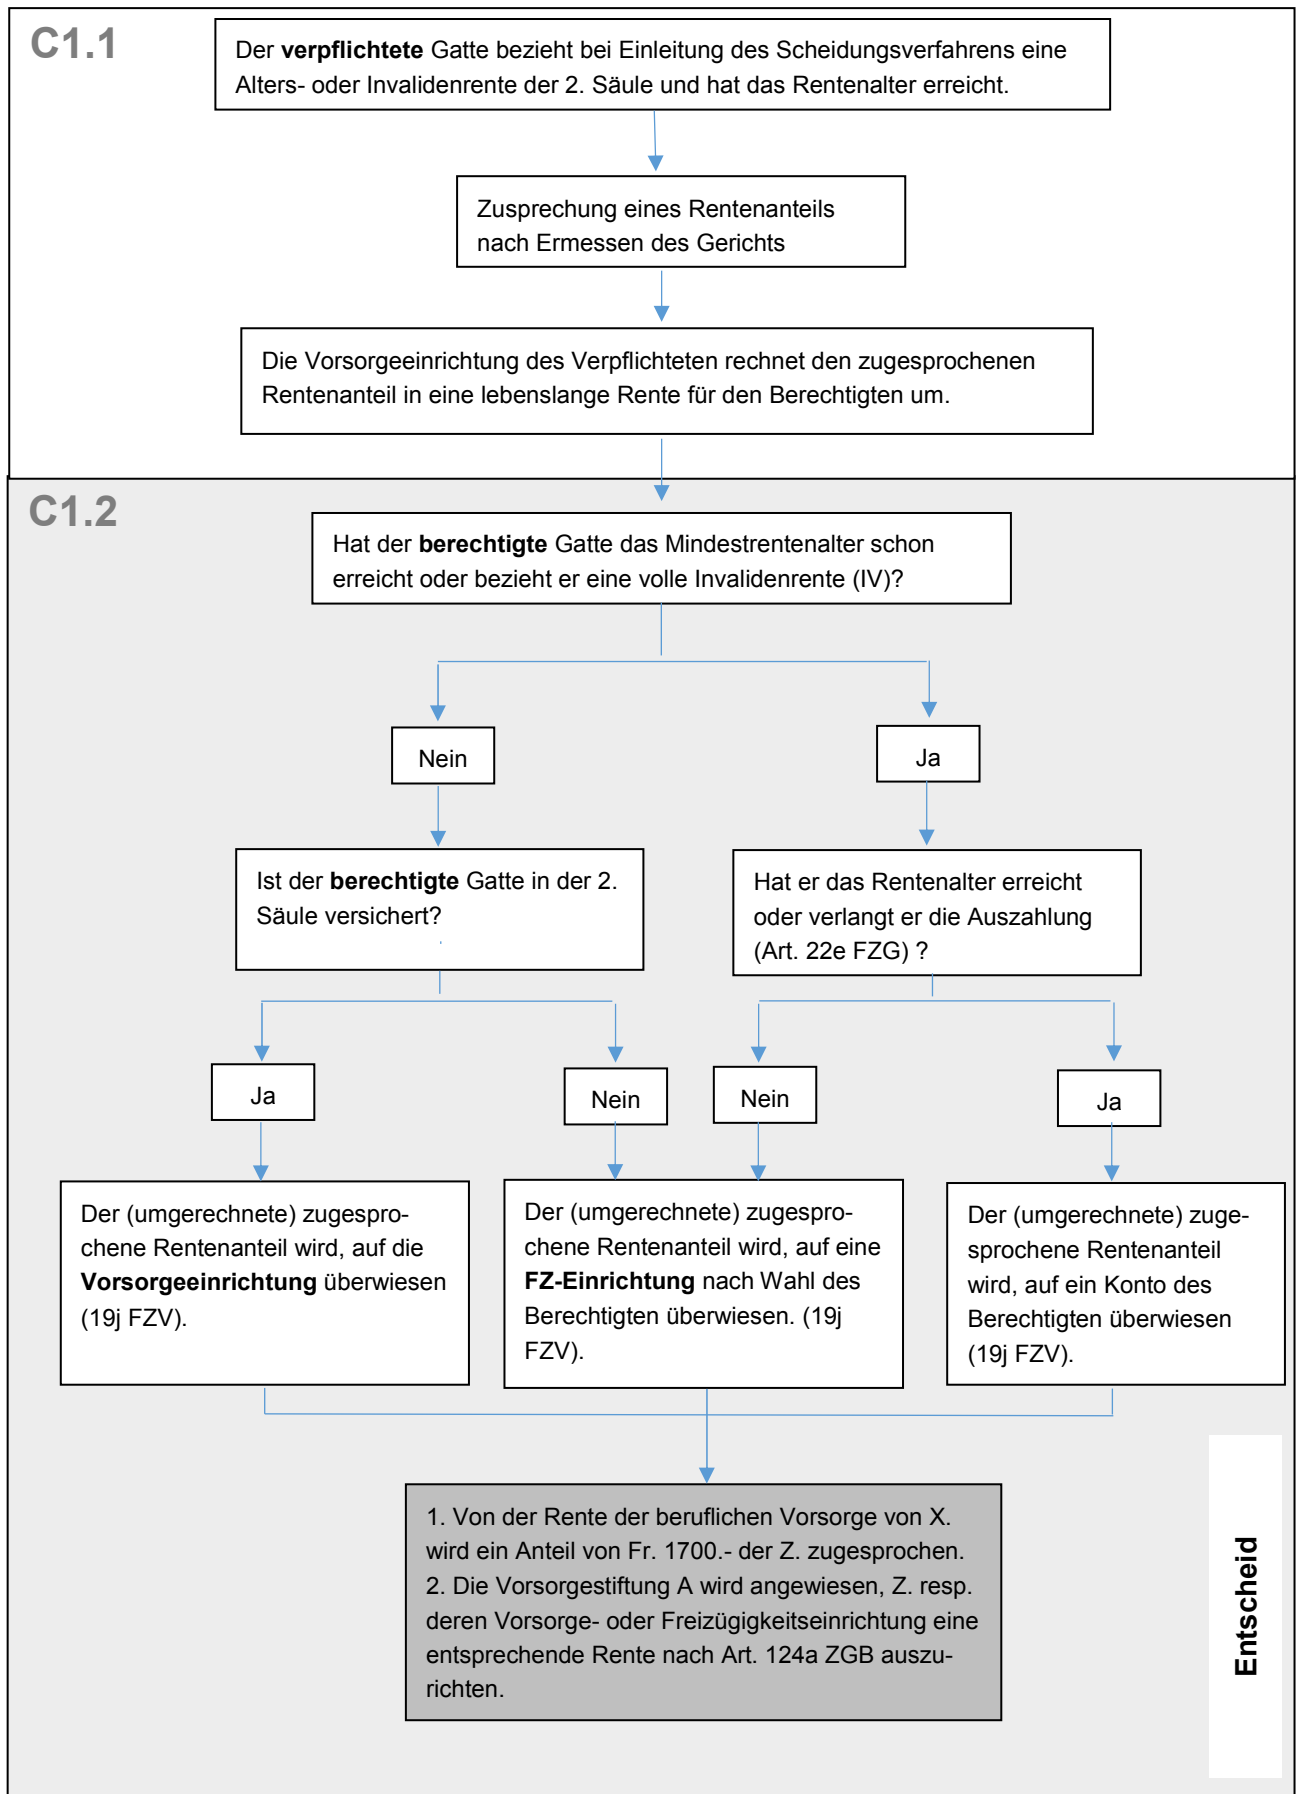 C1.1
Der verpflichtete Gatte bezieht bei Einleitung des Scheidungsverfahrens eine
Alters- oder Invalidenrente der 2. Säule und hat das Rentenalter erreicht.
Zusprechung eines Rentenanteils
nach Ermessen des Gerichts
Die Vorsorgeeinrichtung des Verpflichteten rechnet den zugesprochenen
Rentenanteil in eine lebenslange Rente für den Berechtigten um.
C1.2
Hat der berechtigte Gatte das Mindestrentenalter schon
erreicht oder bezieht er eine volle Invalidenrente (IV)?
Nein
Ja
Ist der berechtigte Gatte in der 2.
Säule versichert?
Hat er das Rentenalter erreicht
oder verlangt er die Auszahlung
(Art. 22e FZG) ?
Ja
Nein
Nein
Ja
Der (umgerechnete) zugespro-
chene Rentenanteil wird, auf die
Vorsorgeeinrichtung überwiesen
(19j FZV).
Der (umgerechnete) zugespro-
chene Rentenanteil wird, auf eine
FZ-Einrichtung nach Wahl des
Berechtigten überwiesen. (19j
FZV).
Der (umgerechnete) zuge-
sprochene Rentenanteil
wird, auf ein Konto des
Berechtigten überwiesen
(19j FZV).
1. Von der Rente der beruflichen Vorsorge von X.
wird ein Anteil von Fr. 1700.- der Z. zugesprochen.
2. Die Vorsorgestiftung A wird angewiesen, Z. resp.
deren Vorsorge- oder Freizügigkeitseinrichtung eine
entsprechende Rente nach Art. 124a ZGB auszu-
richten.
Entscheid